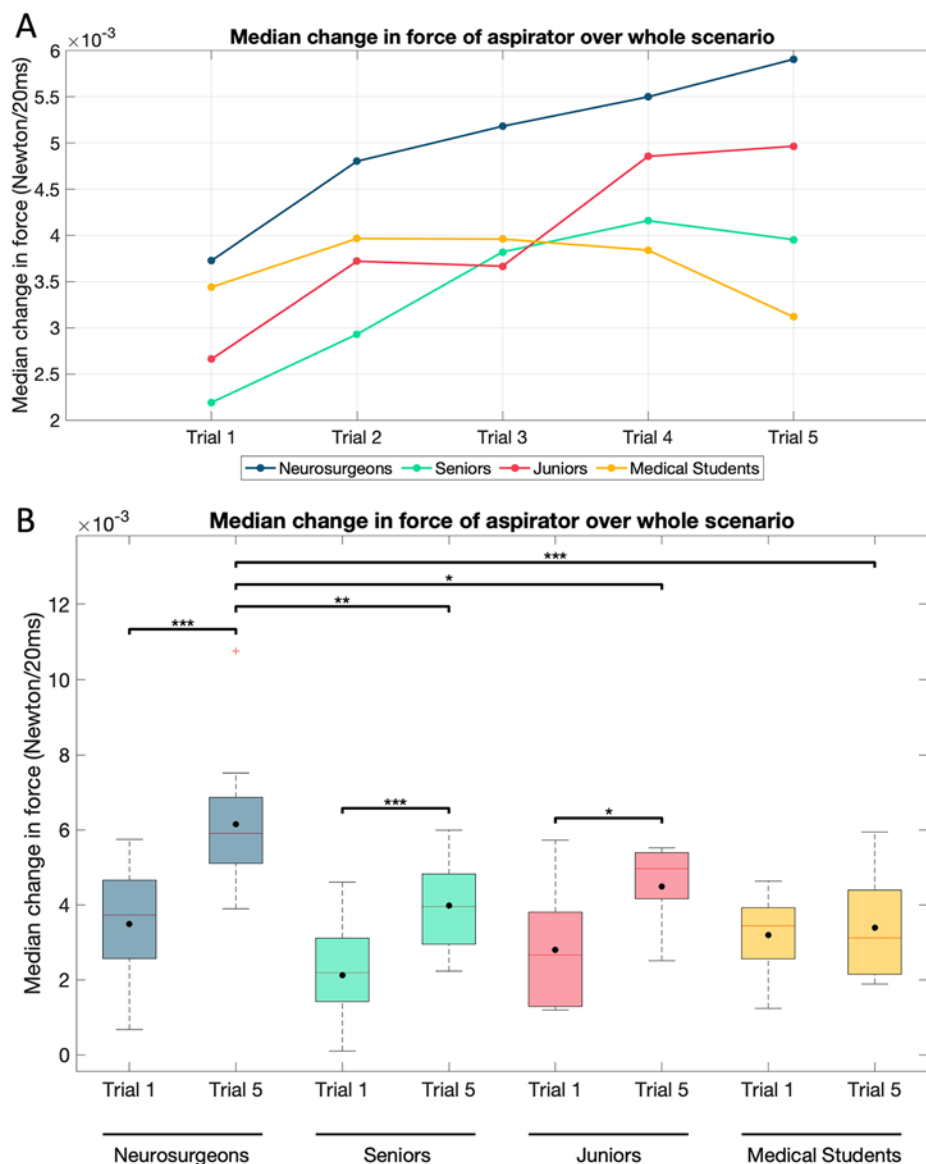 A
×10⁻³
Median change in force of aspirator over whole scenario
Median change in force (Newton/20ms)
6
5.5
5
4.5
4
3.5
3
2.5
2
Trial 1 Trial 2 Trial 3 Trial 4 Trial 5
Neurosurgeons Seniors Juniors Medical Students
B
×10⁻³
Median change in force of aspirator over whole scenario
Median change in force (Newton/20ms)
***
*
**
***
***
*
12
10
8
6
4
2
0
Trial 1 Trial 5 Trial 1 Trial 5 Trial 1 Trial 5 Trial 1 Trial 5
Neurosurgeons Seniors Juniors Medical Students